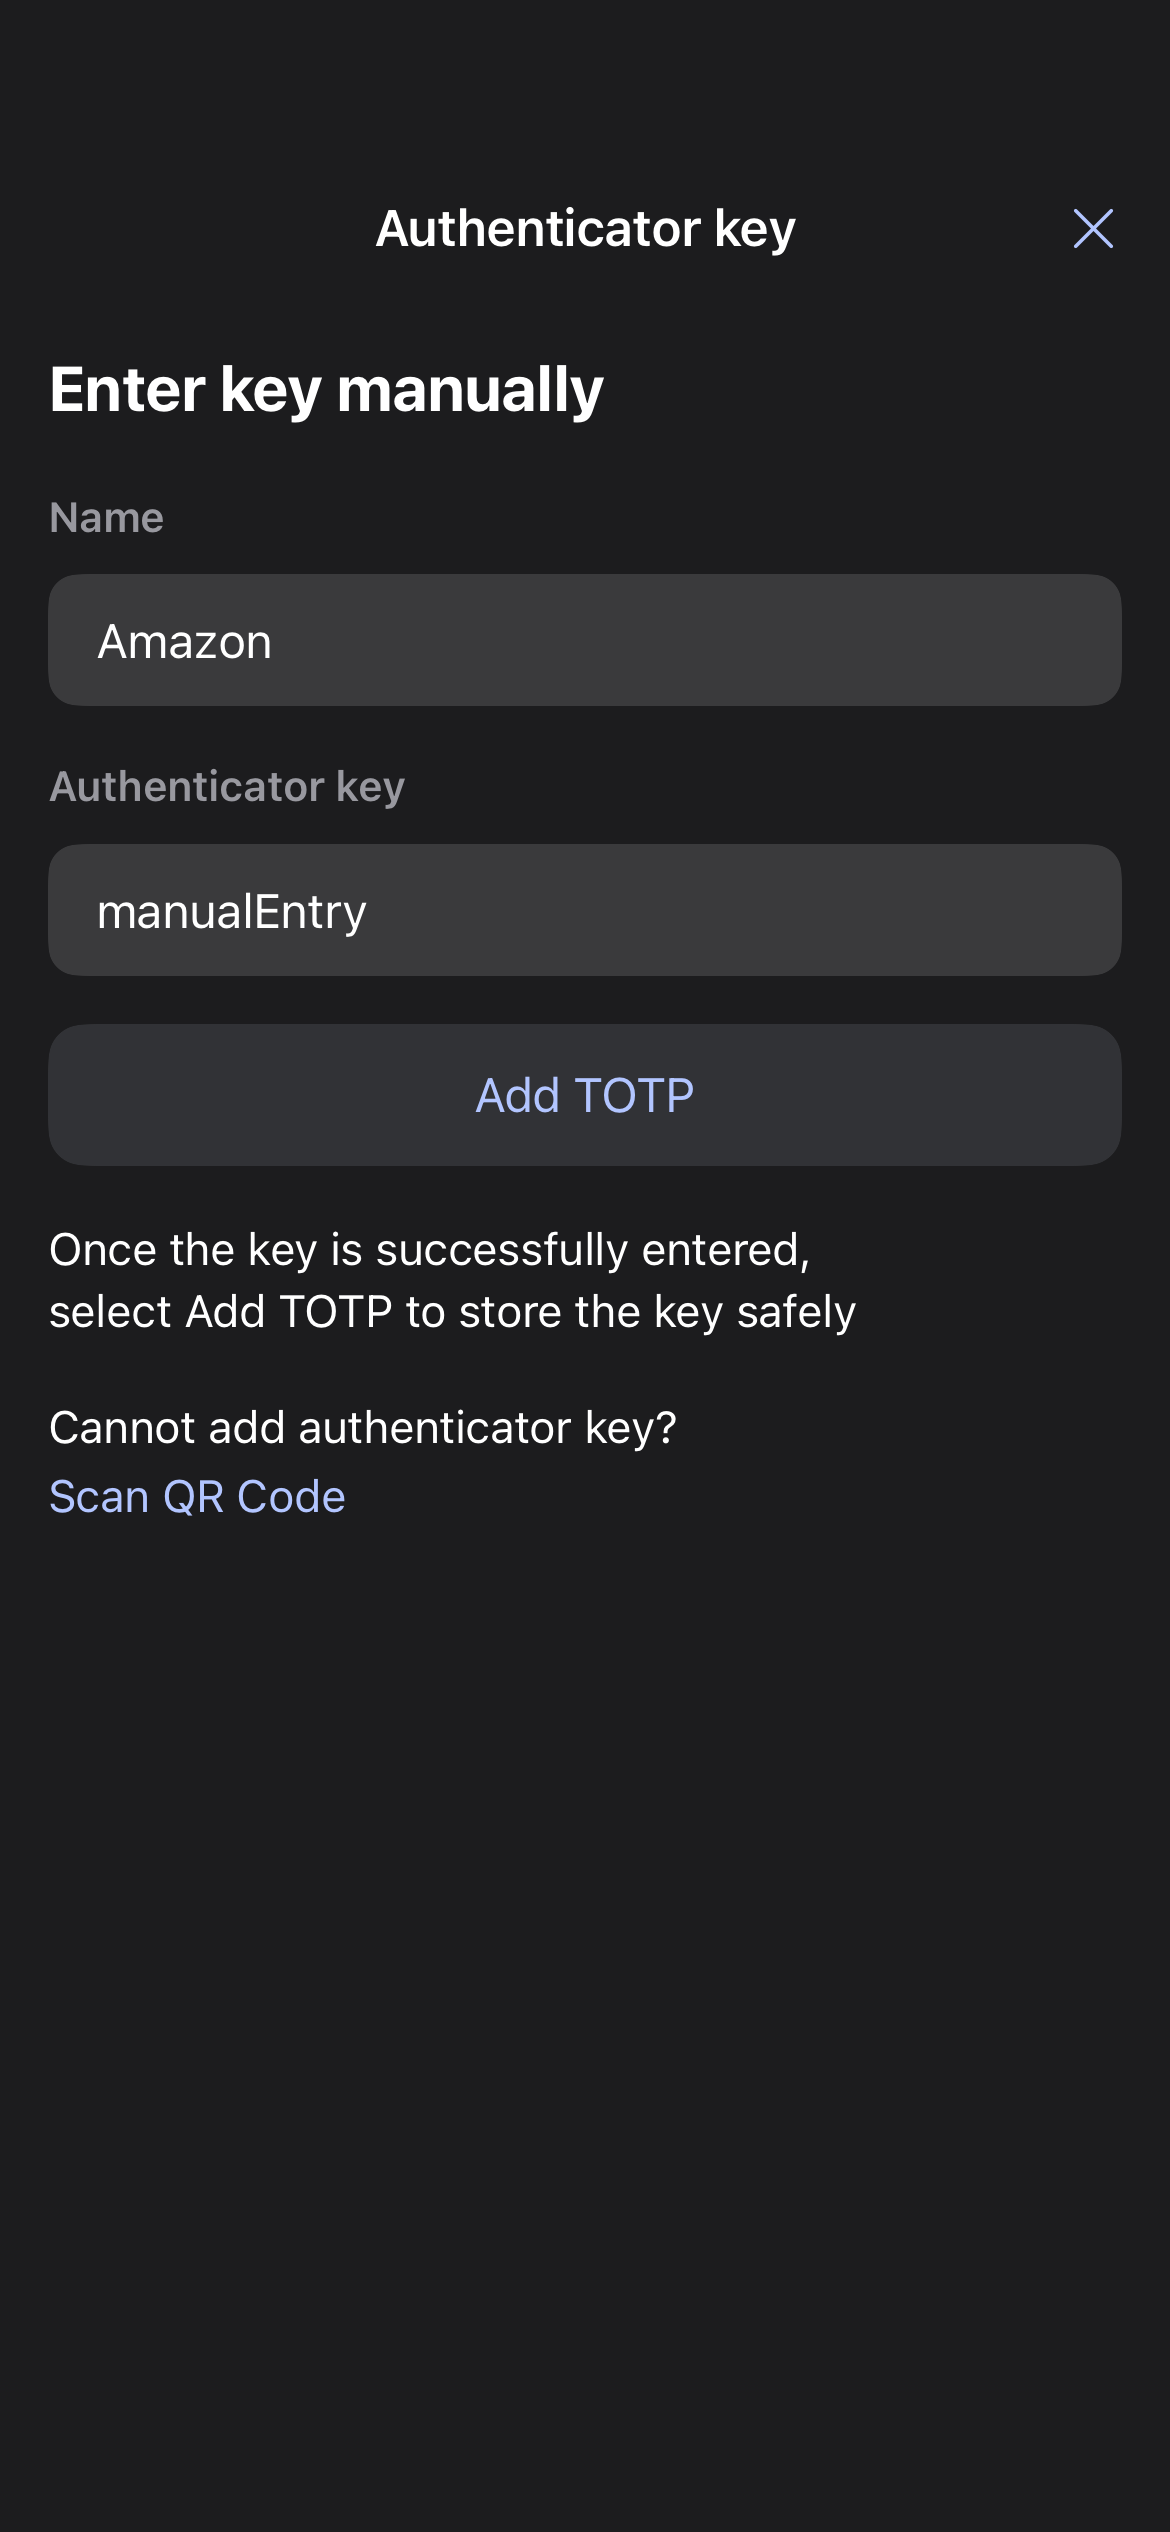 Authenticator key
Enter key manually
Name
Amazon
Authenticator key
manualEntry
Add TOTP
Once the key is successfully entered,
select Add TOTP to store the key safely
Cannot add authenticator key?
Scan QR Code